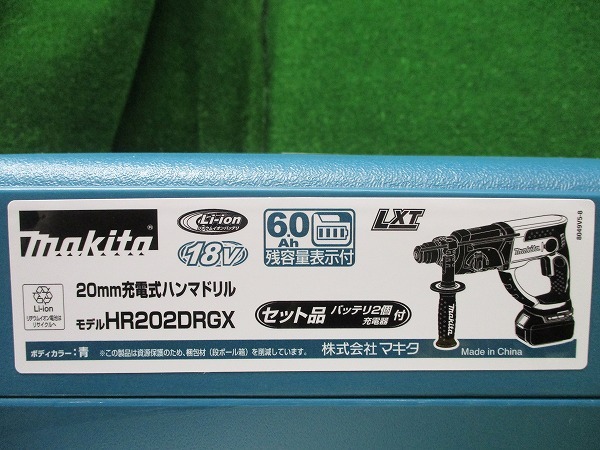 makita
Li-ion
リチウムイオンバッテリ
18V
6.0
Ah
残容量表示付
LXT
Li-ion
リチウムイオン電池は
リサイクルへ
20mm充電式ハンマドリル
モデルHR202DRGX
セット品 バッテリ2個 充電器 付
makita
Makita
ボディカラー：青
※この製品は資源保護のため、梱包材（段ボール箱）を削減しています。
株式会社 マキタ
Made in China